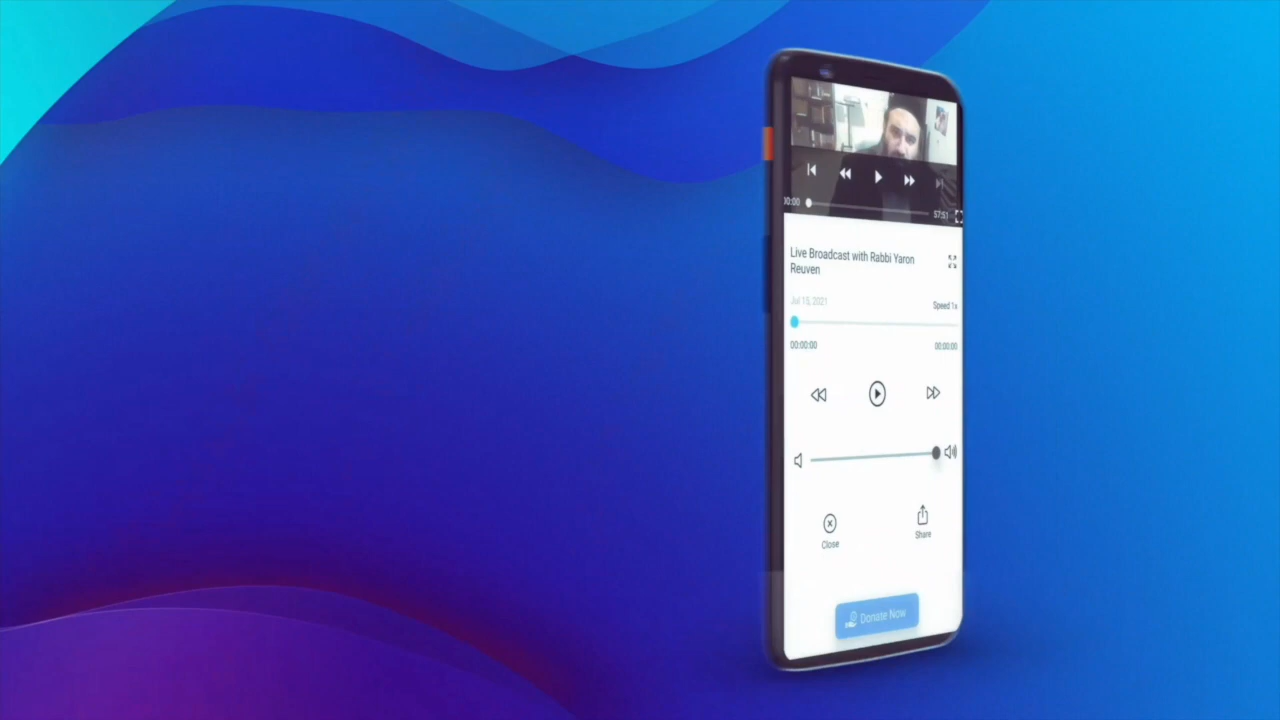 00:00
57:51
Live Broadcast with Rabbi Yaron
Reuven
Jul 15, 2021
Speed 1x
00:00:00
00:00:00
Close
Share
Donate Now